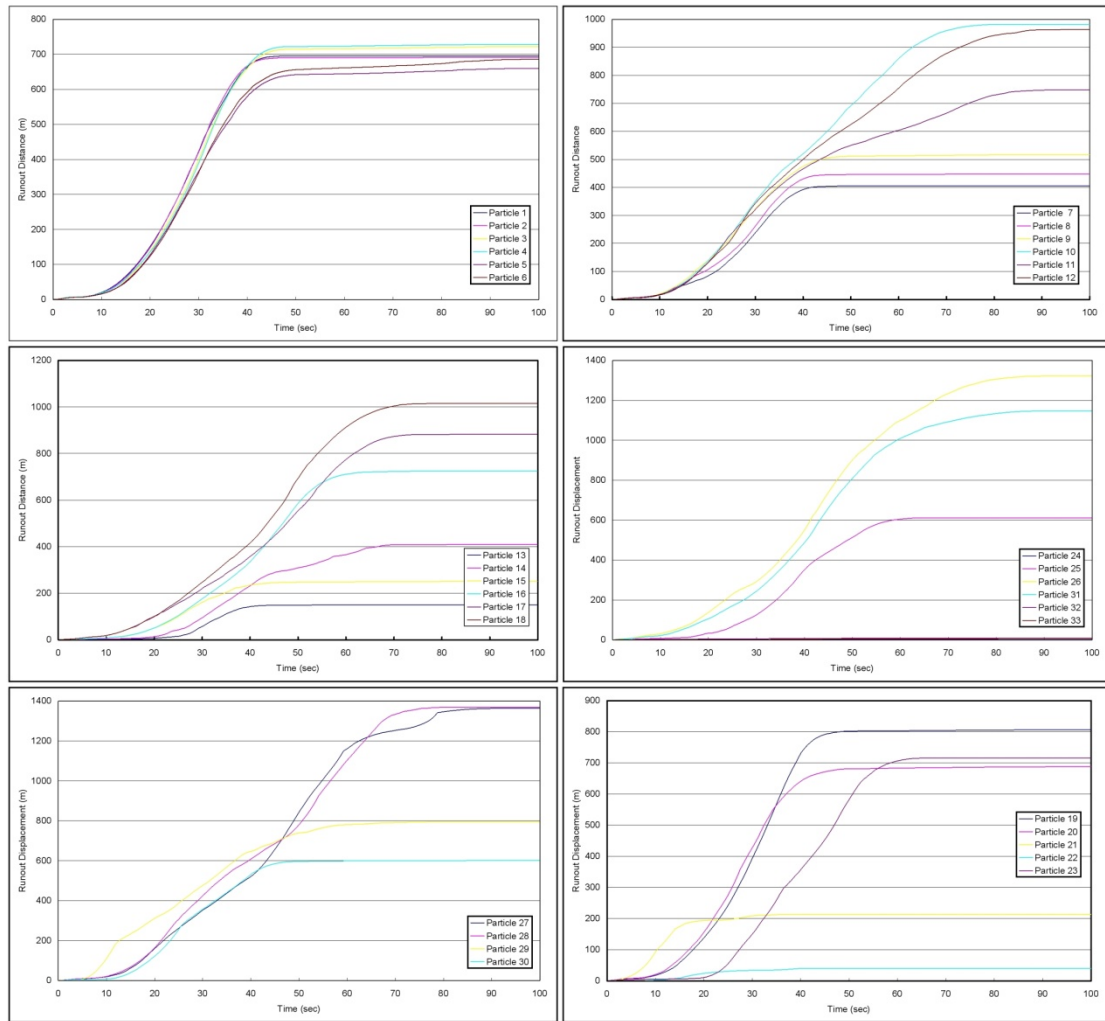 800
700
600
500
400
300
200
100
0
Runout Distance (m)
Particle 1
Particle 2
Particle 3
Particle 4
Particle 5
Particle 6
0 10 20 30 40 50 60 70 80 90 100
Time (sec)
1000
900
800
700
600
500
400
300
200
100
0
Runout Distance (m)
Particle 7
Particle 8
Particle 9
Particle 10
Particle 11
Particle 12
0 10 20 30 40 50 60 70 80 90 100
Time (sec)
1200
1000
800
600
400
200
0
Runout Distance (m)
Particle 13
Particle 14
Particle 15
Particle 16
Particle 17
Particle 18
0 10 20 30 40 50 60 70 80 90 100
Time (sec)
1400
1200
1000
800
600
400
200
0
Runout Displacement
Particle 24
Particle 25
Particle 26
Particle 31
Particle 32
Particle 33
0 10 20 30 40 50 60 70 80 90 100
Time (sec)
1400
1200
1000
800
600
400
200
0
Runout Displacement (m)
Particle 27
Particle 28
Particle 29
Particle 30
0 10 20 30 40 50 60 70 80 90 100
Time (sec)
900
800
700
600
500
400
300
200
100
0
Runout Displacement (m)
Particle 19
Particle 20
Particle 21
Particle 22
Particle 23
0 10 20 30 40 50 60 70 80 90 100
Time (sec)